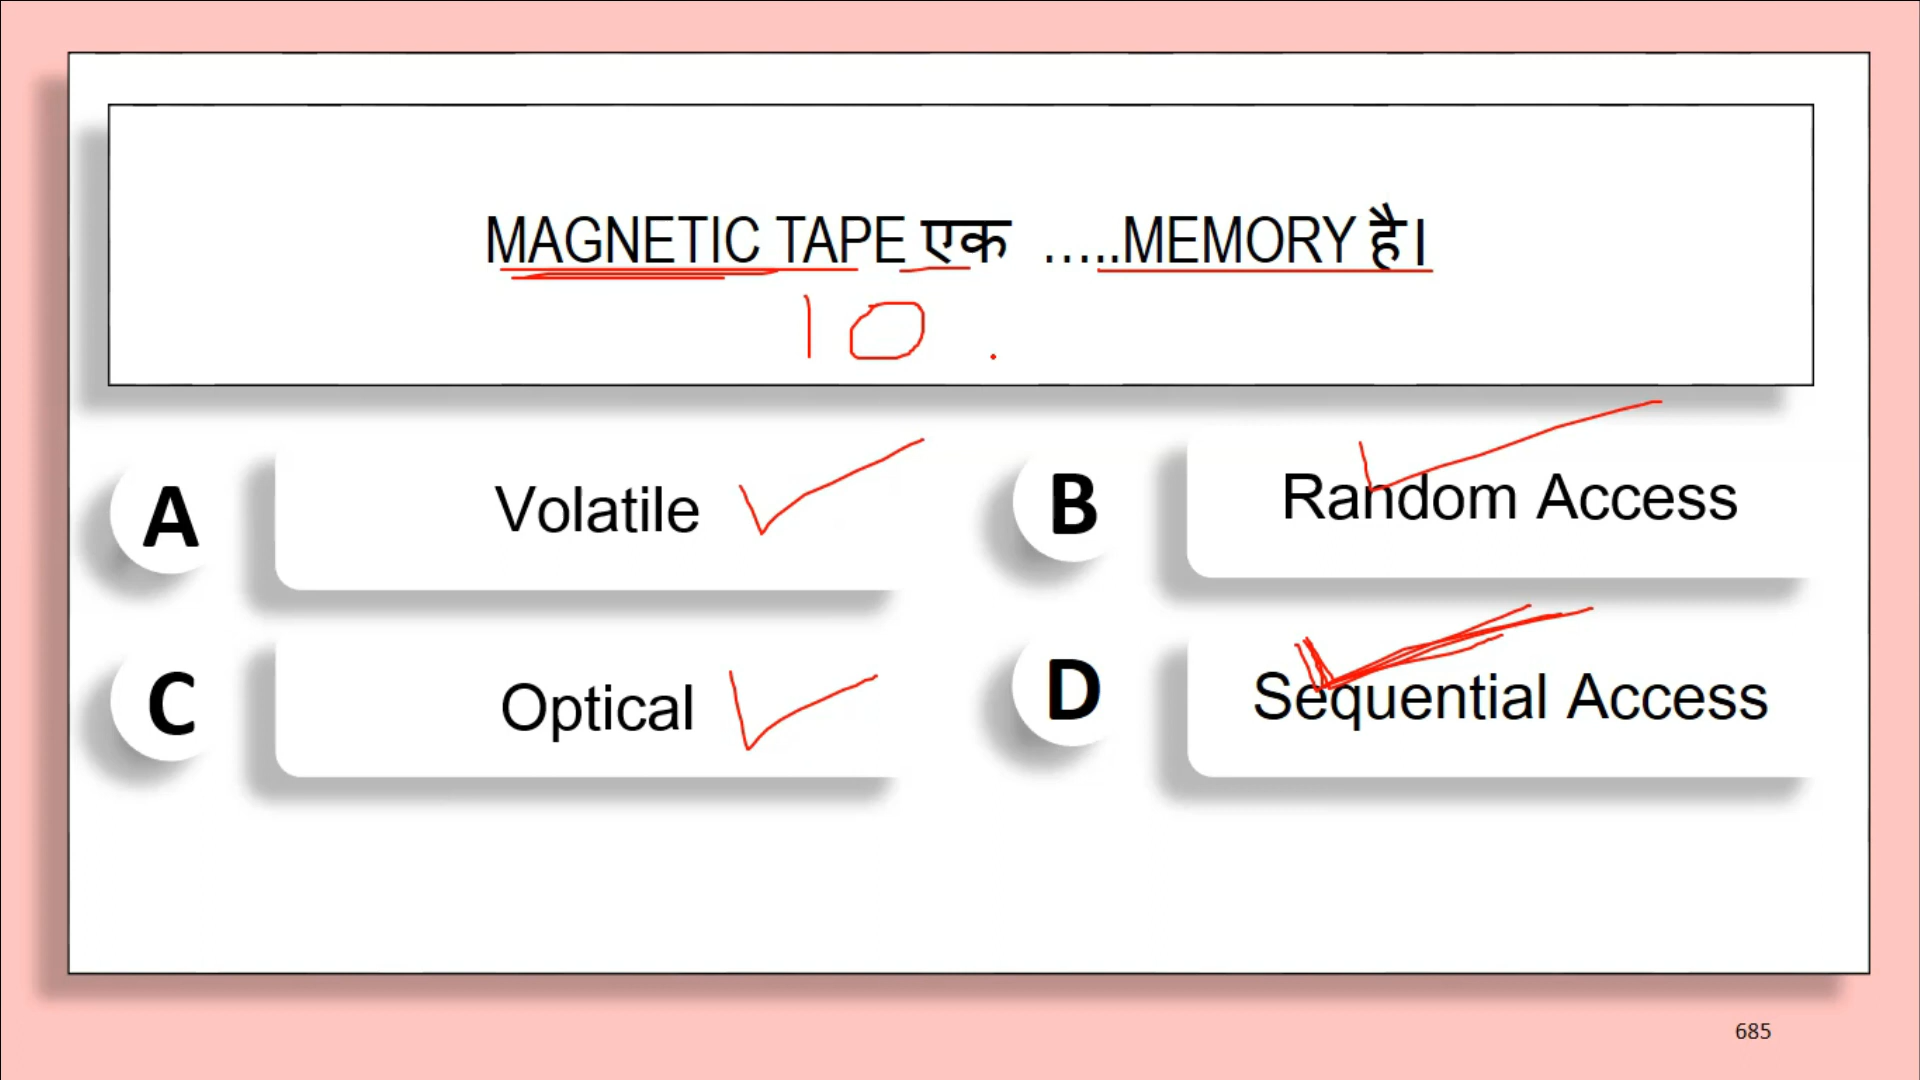 MAGNETIC TAPE एक …..MEMORY है।
10 .
A Volatile
B Random Access
C Optical
D Sequential Access
685